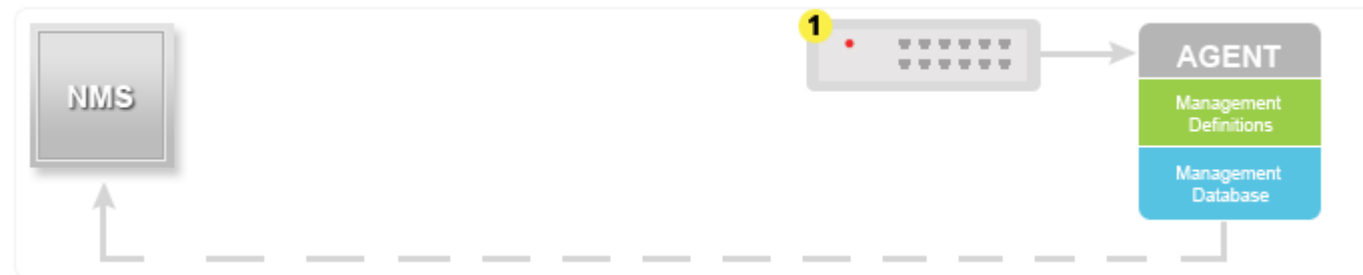 NMS
1
AGENT
Management
Definitions
Management
Database